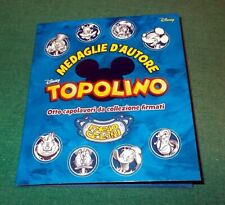 Disney
MEDAGLIE D'AUTORE
Disney
TOPOLINO
Otto capolavori da collezione firmati